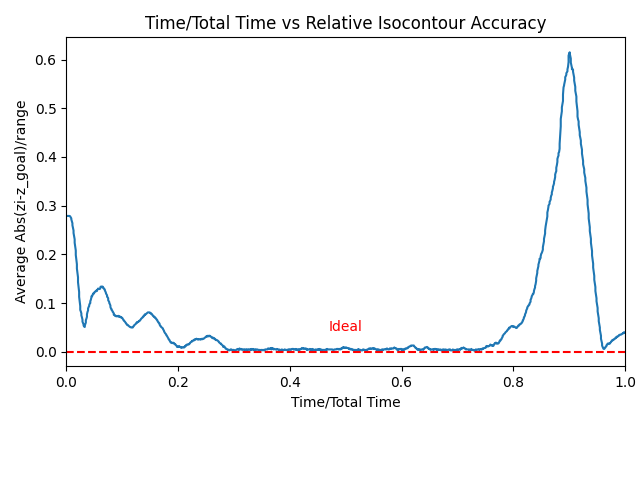 Time/Total Time vs Relative Isocontour Accuracy
Average Abs(zi-z_goal)/range
0.6
0.5
0.4
0.3
0.2
0.1
0.0
Ideal
0.0 0.2 0.4 0.6 0.8 1.0
Time/Total Time